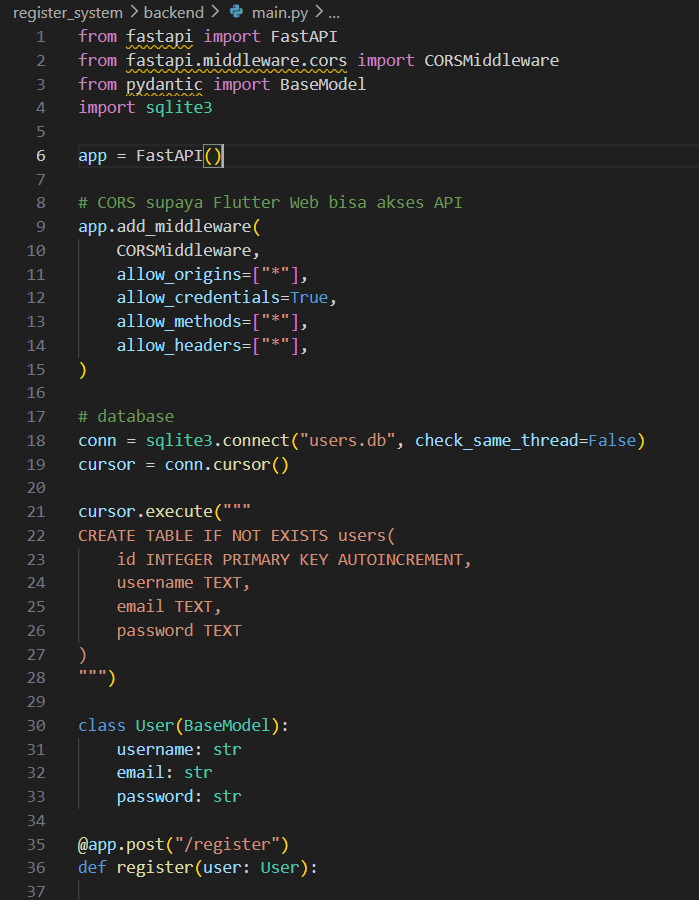 register_system > backend > main.py > ...
1 from fastapi import FastAPI
2 from fastapi.middleware.cors import CORSMiddleware
3 from pydantic import BaseModel
4 import sqlite3
5
6 app = FastAPI()
7
8 # CORS supaya Flutter Web bisa akses API
9 app.add_middleware(
10     CORSMiddleware,
11     allow_origins=["*"],
12     allow_credentials=True,
13     allow_methods=["*"],
14     allow_headers=["*"],
15 )
16
17 # database
18 conn = sqlite3.connect("users.db", check_same_thread=False)
19 cursor = conn.cursor()
20
21 cursor.execute("""
22 CREATE TABLE IF NOT EXISTS users(
23     id INTEGER PRIMARY KEY AUTOINCREMENT,
24     username TEXT,
25     email TEXT,
26     password TEXT
27 )
28 """)
29
30 class User(BaseModel):
31     username: str
32     email: str
33     password: str
34
35 @app.post("/register")
36 def register(user: User):
37